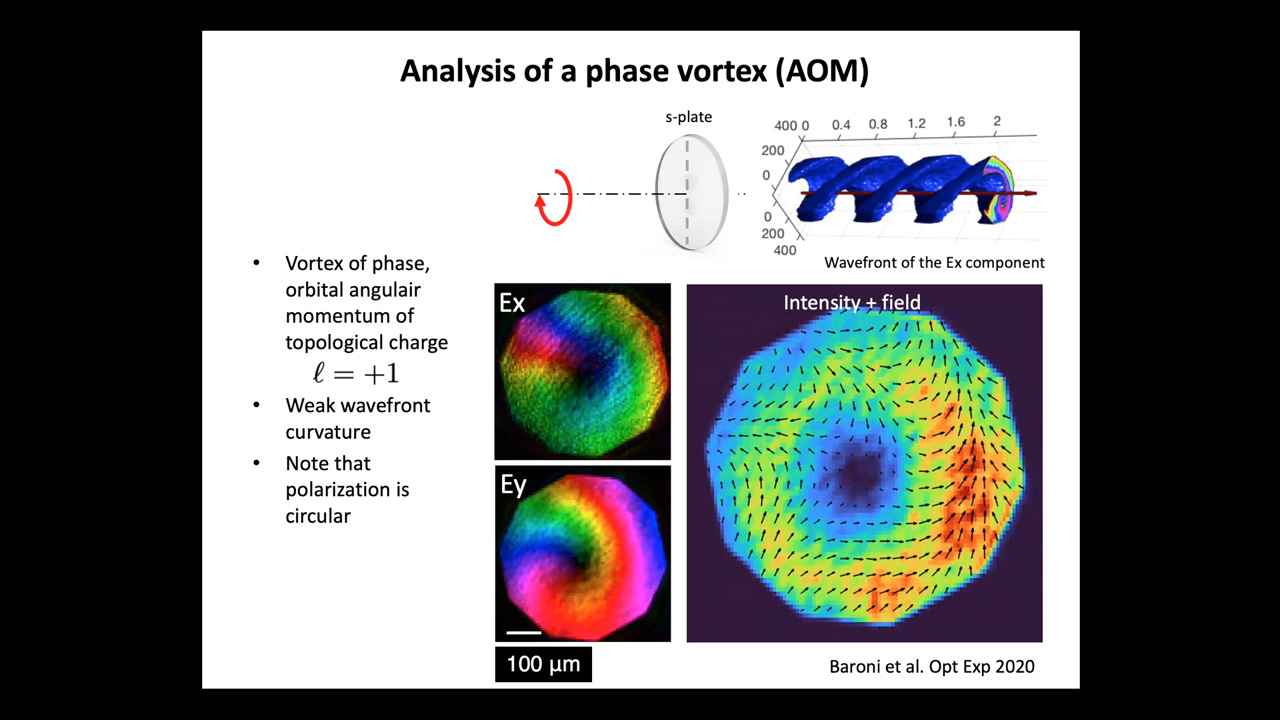 Analysis of a phase vortex (AOM)
s-plate
400 0 0.4 0.8 1.2 1.6 2
200
0
0
200
400
Wavefront of the Ex component
• Vortex of phase,
orbital angulair
momentum of
topological charge
ℓ = +1
• Weak wavefront
curvature
• Note that
polarization is
circular
Ex
Ey
100 μm
Intensity + field
Baroni et al. Opt Exp 2020